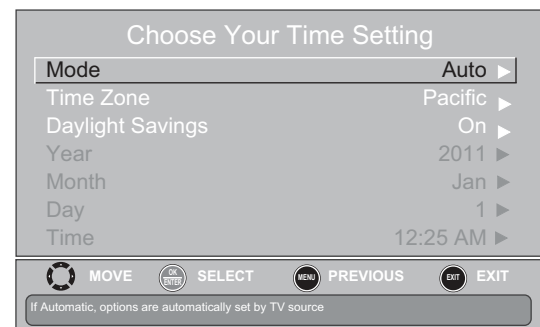 Choose Your Time Setting
Mode Auto
Time Zone Pacific
Daylight Savings On
Year 2011
Month Jan
Day 1
Time 12:25 AM
MOVE OK ENTER SELECT MENU PREVIOUS EXIT EXIT
If Automatic, options are automatically set by TV source